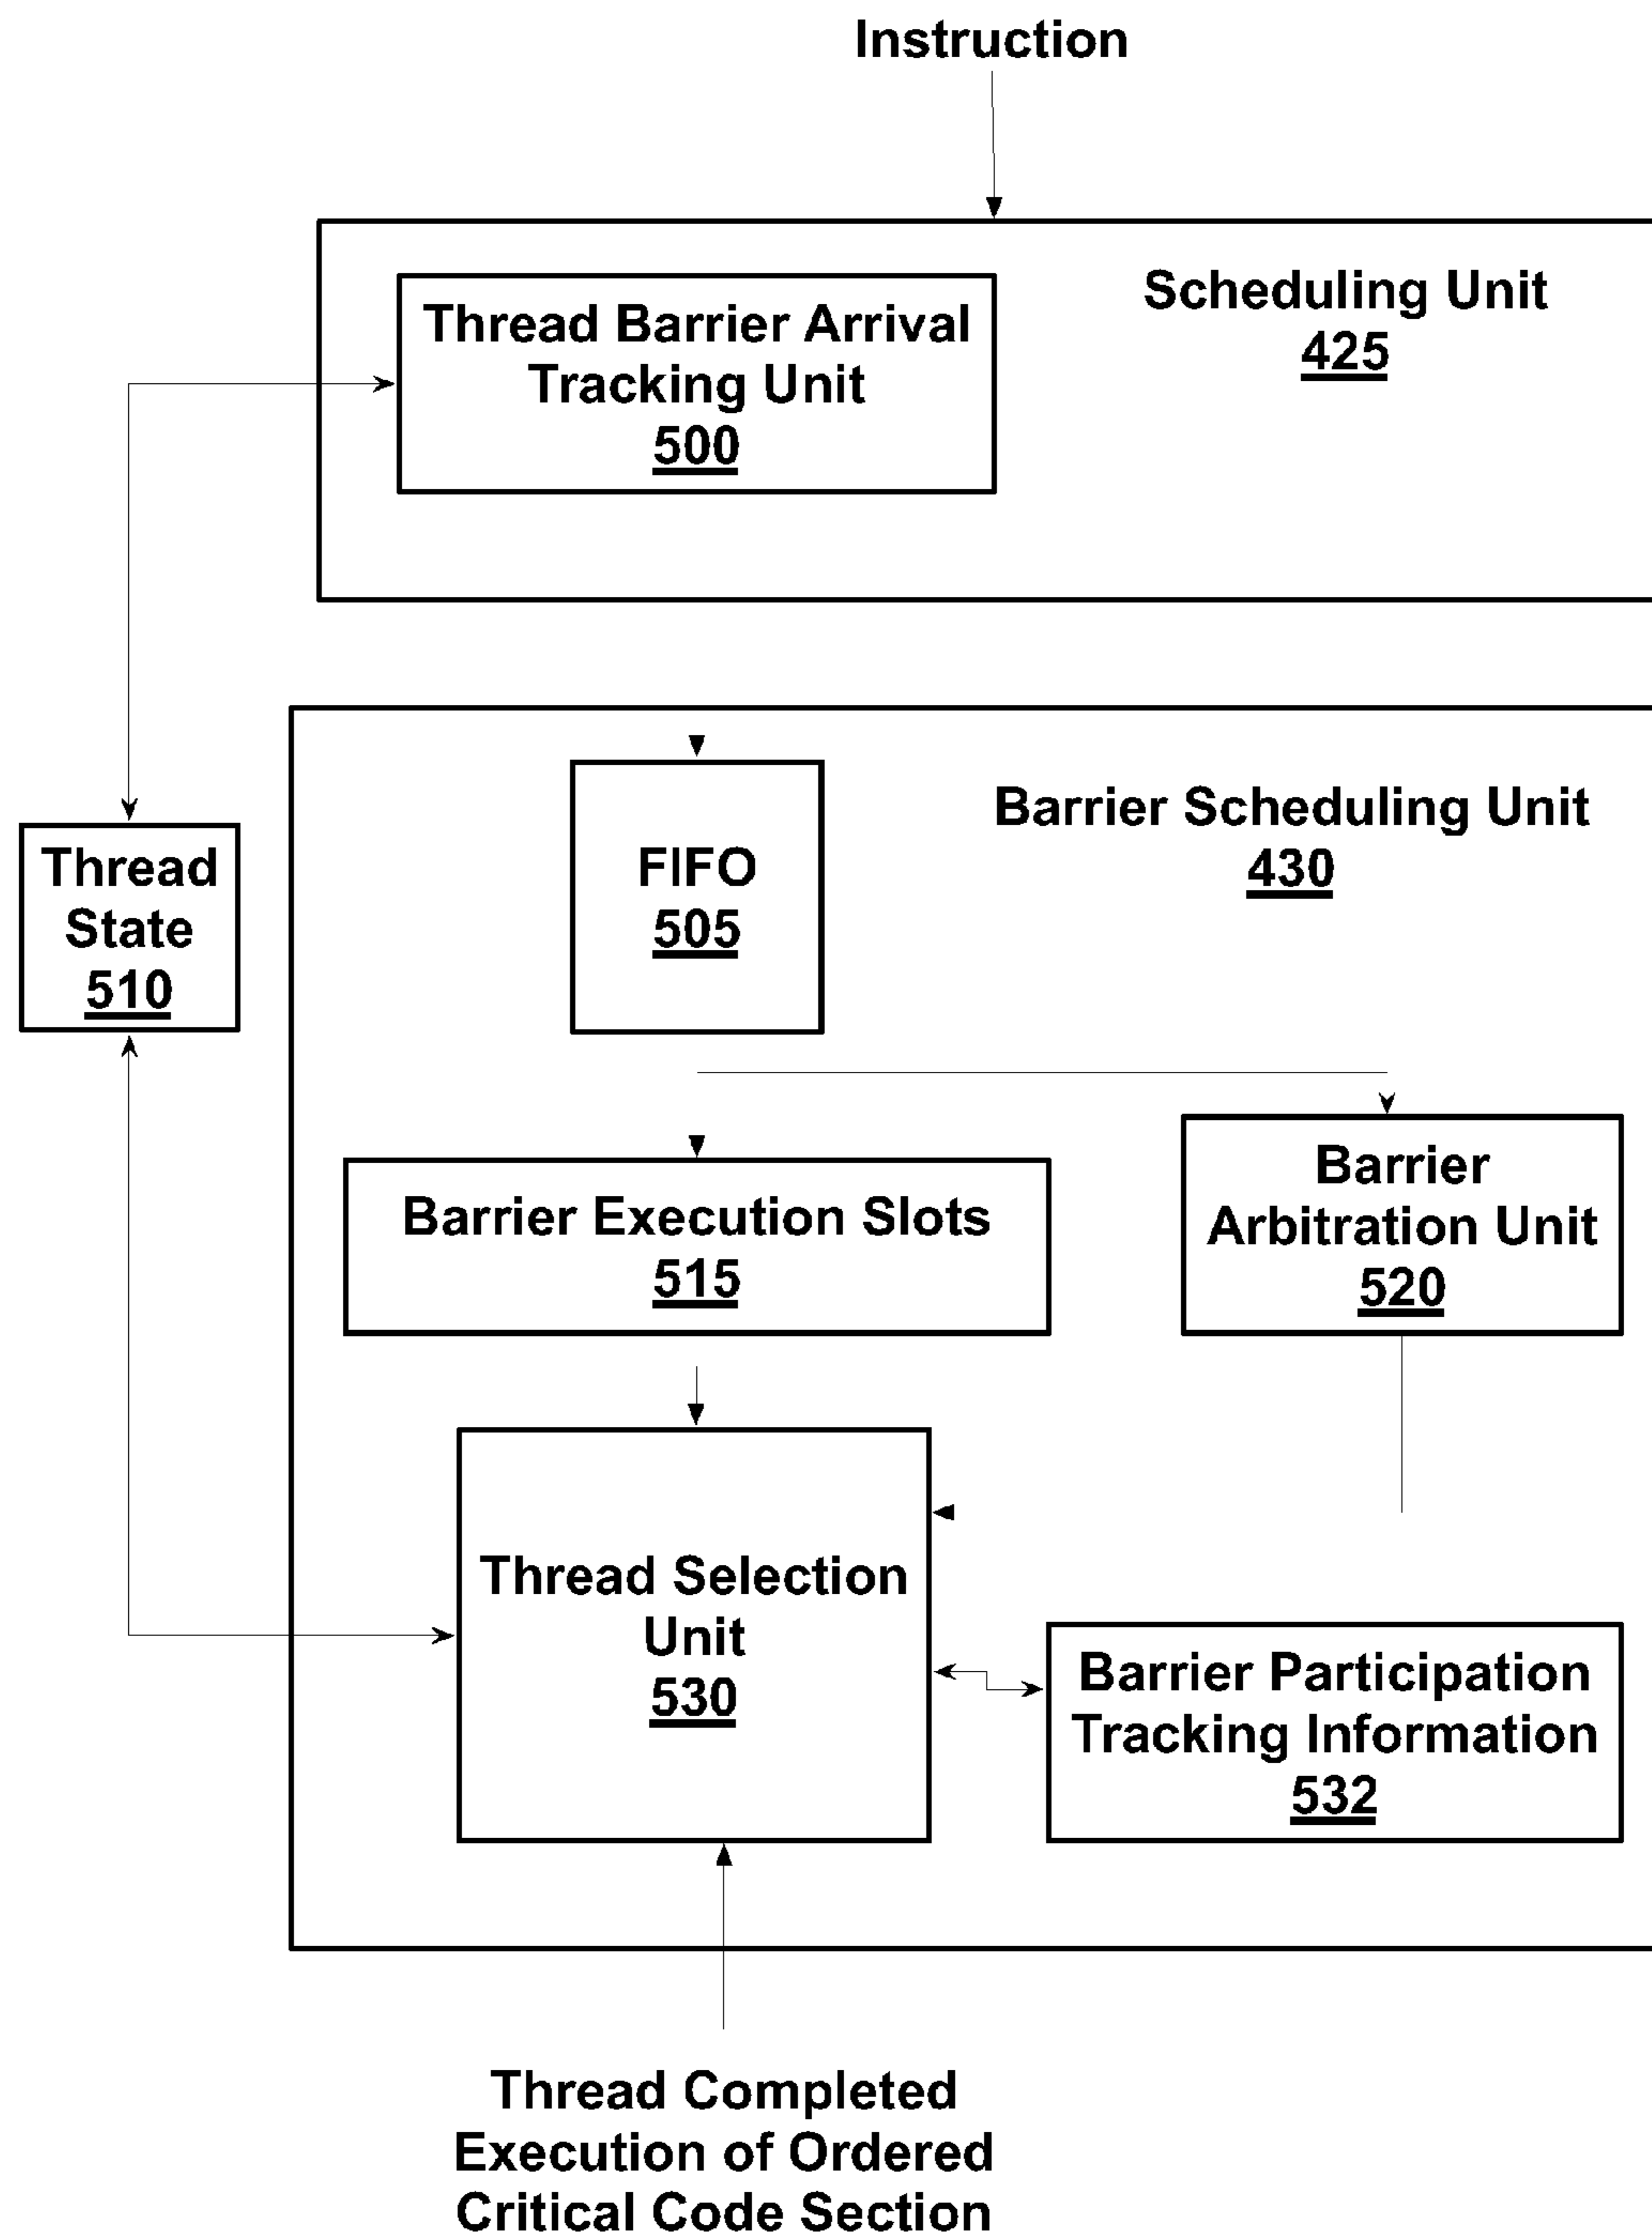 Instruction
Scheduling Unit
425
Thread Barrier Arrival
Tracking Unit
500
Barrier Scheduling Unit
430
FIFO
505
Thread
State
510
Barrier Execution Slots
515
Barrier
Arbitration Unit
520
Thread Selection
Unit
530
Barrier Participation
Tracking Information
532
Thread Completed
Execution of Ordered
Critical Code Section